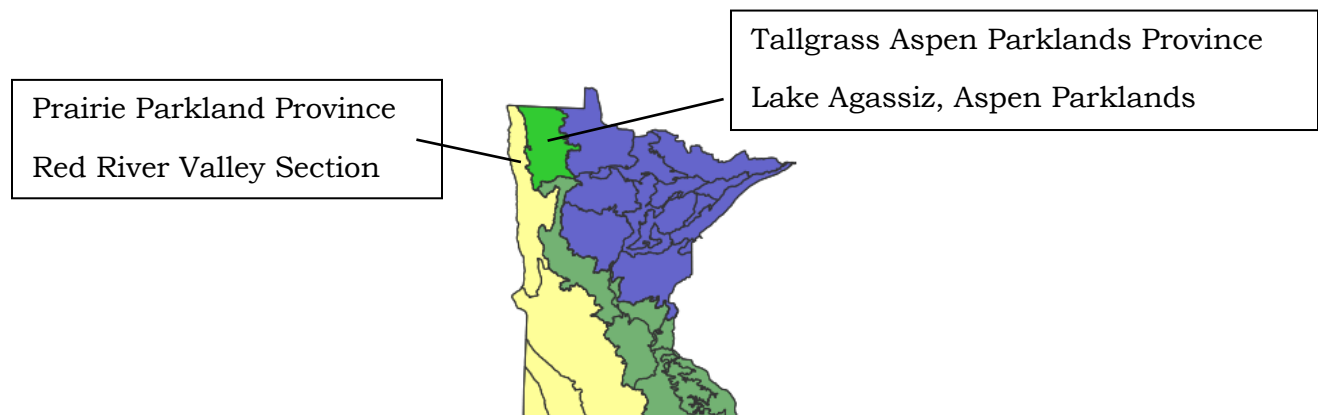 Prairie Parkland Province
Red River Valley Section
Tallgrass Aspen Parklands Province
Lake Agassiz, Aspen Parklands